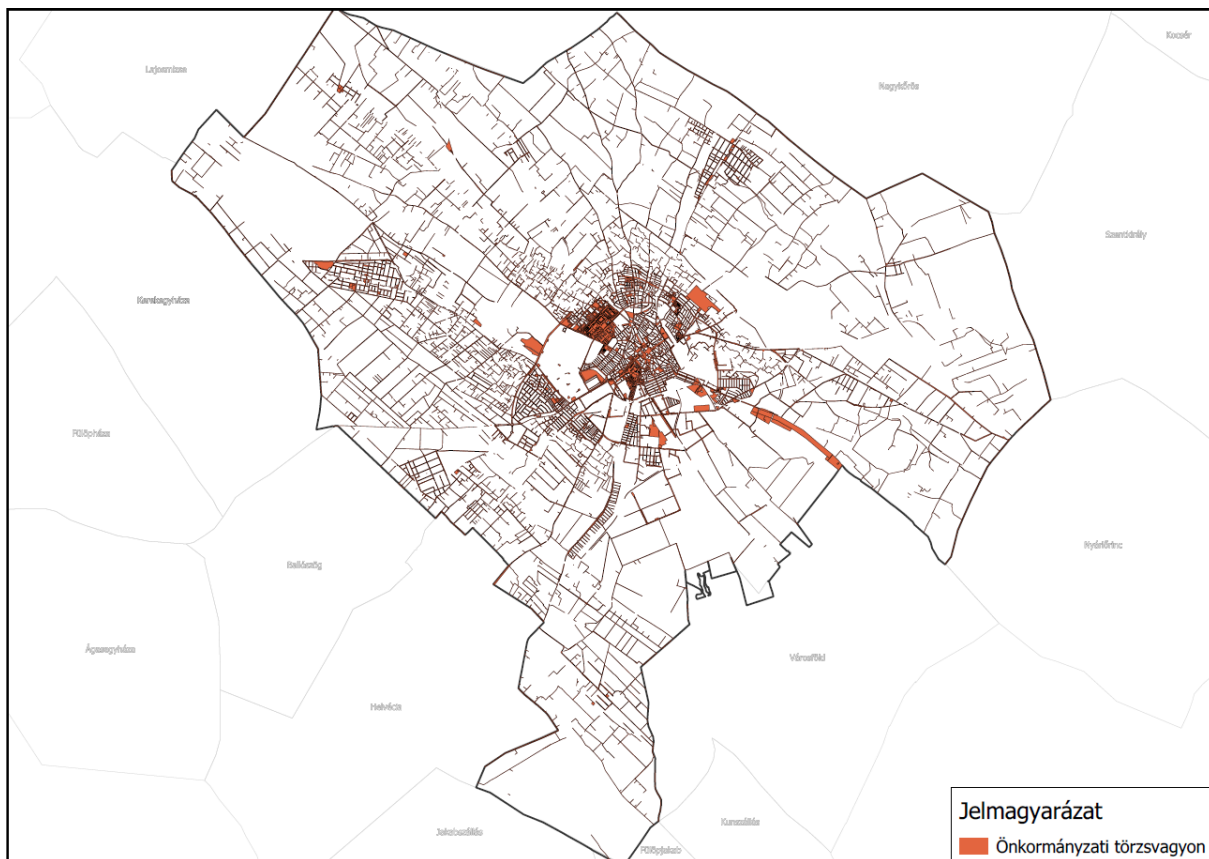 Kocsér
Lajosmizse
Nagykőrös
Szentkirály
Kerekegyháza
Fülöpháza
Nyárlőrinc
Ballószög
Ágasegyháza
Városföld
Helvécia
Jakabszállás
Kunszállás
Fülöpjakab
Jelmagyarázat
Önkormányzati törzsvagyon